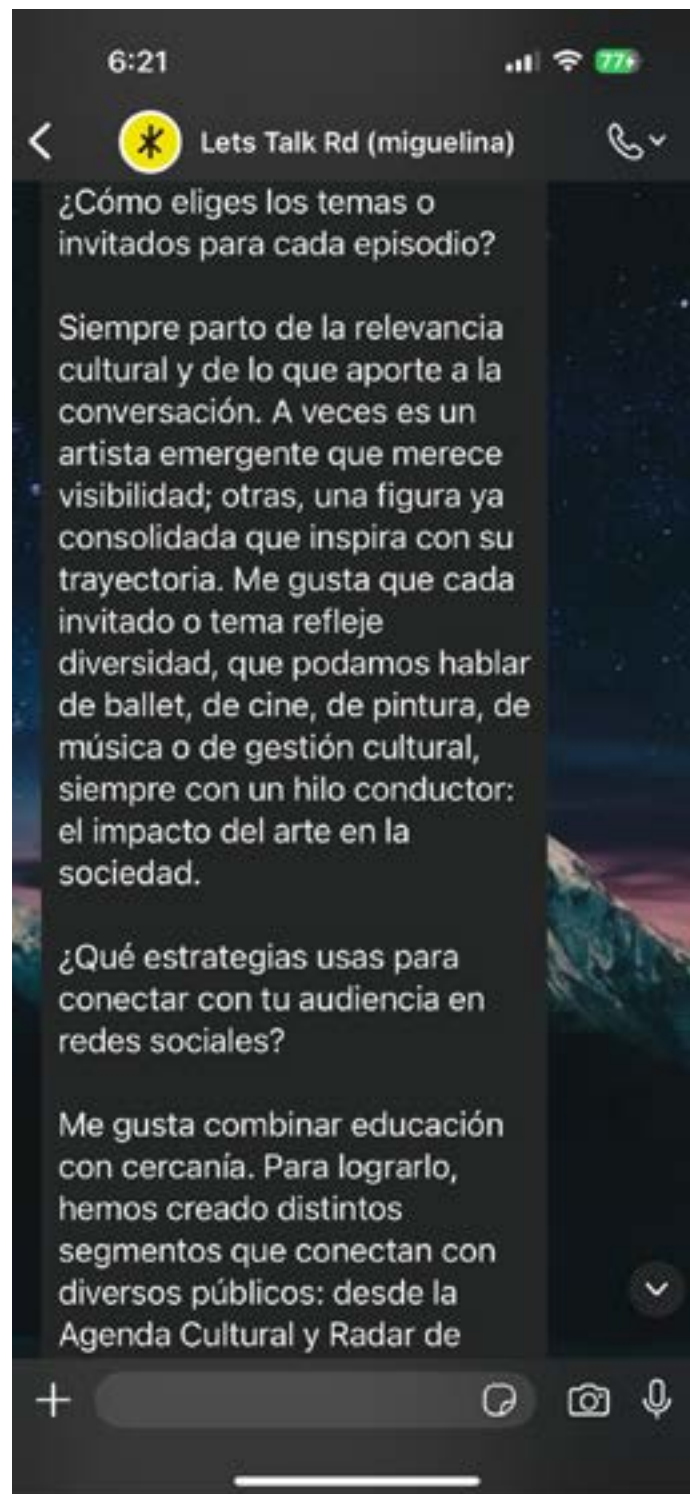 6:21
77
Lets Talk Rd (miguelina)
¿Cómo eliges los temas o
invitados para cada episodio?
Siempre parto de la relevancia
cultural y de lo que aporte a la
conversación. A veces es un
artista emergente que merece
visibilidad; otras, una figura ya
consolidada que inspira con su
trayectoria. Me gusta que cada
invitado o tema refleje
diversidad, que podamos hablar
de ballet, de cine, de pintura, de
música o de gestión cultural,
siempre con un hilo conductor:
el impacto del arte en la
sociedad.
¿Qué estrategias usas para
conectar con tu audiencia en
redes sociales?
Me gusta combinar educación
con cercanía. Para lograrlo,
hemos creado distintos
segmentos que conectan con
diversos públicos: desde la
Agenda Cultural y Radar de